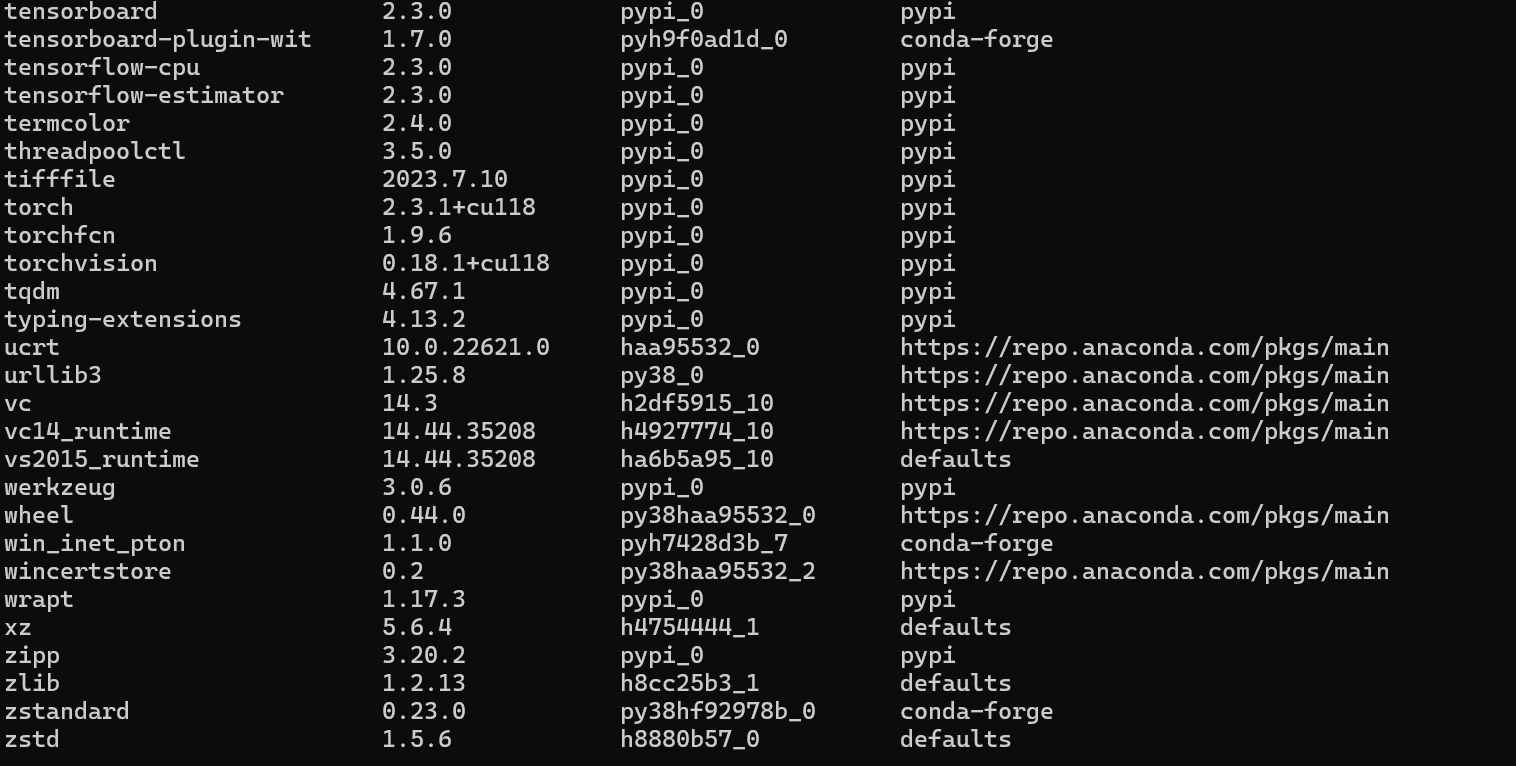 tensorboard 2.3.0 pypi_0 pypi
tensorboard-plugin-wit 1.7.0 pyh9f0ad1d_0 conda-forge
tensorflow-cpu 2.3.0 pypi_0 pypi
tensorflow-estimator 2.3.0 pypi_0 pypi
termcolor 2.4.0 pypi_0 pypi
threadpoolctl 3.5.0 pypi_0 pypi
tifffile 2023.7.10 pypi_0 pypi
torch 2.3.1+cu118 pypi_0 pypi
torchfcn 1.9.6 pypi_0 pypi
torchvision 0.18.1+cu118 pypi_0 pypi
tqdm 4.67.1 pypi_0 pypi
typing-extensions 4.13.2 pypi_0 pypi
ucrt 10.0.22621.0 haa95532_0 https://repo.anaconda.com/pkgs/main
urllib3 1.25.8 py38_0 https://repo.anaconda.com/pkgs/main
vc 14.3 h2df5915_10 https://repo.anaconda.com/pkgs/main
vc14_runtime 14.44.35208 h4927774_10 https://repo.anaconda.com/pkgs/main
vs2015_runtime 14.44.35208 ha6b5a95_10 defaults
werkzeug 3.0.6 pypi_0 pypi
wheel 0.44.0 py38haa95532_0 https://repo.anaconda.com/pkgs/main
win_inet_pton 1.1.0 pyh7428d3b_7 conda-forge
wincertstore 0.2 py38haa95532_2 https://repo.anaconda.com/pkgs/main
wrapt 1.17.3 pypi_0 pypi
xz 5.6.4 h4754444_1 defaults
zipp 3.20.2 pypi_0 pypi
zlib 1.2.13 h8cc25b3_1 defaults
zstandard 0.23.0 py38hf92978b_0 conda-forge
zstd 1.5.6 h8880b57_0 defaults